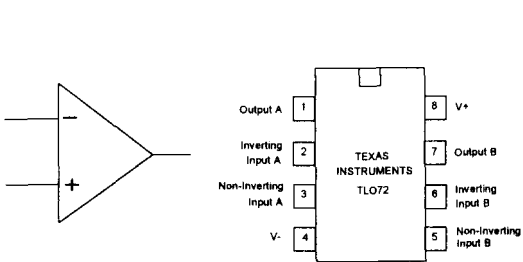 −
+
Output A
1
8
V+
Inverting
Input A
2
TEXAS
INSTRUMENTS
TLO72
7
Output B
Non-Inverting
Input A
3
6
Inverting
Input B
V-
4
5
Non-Inverting
Input B